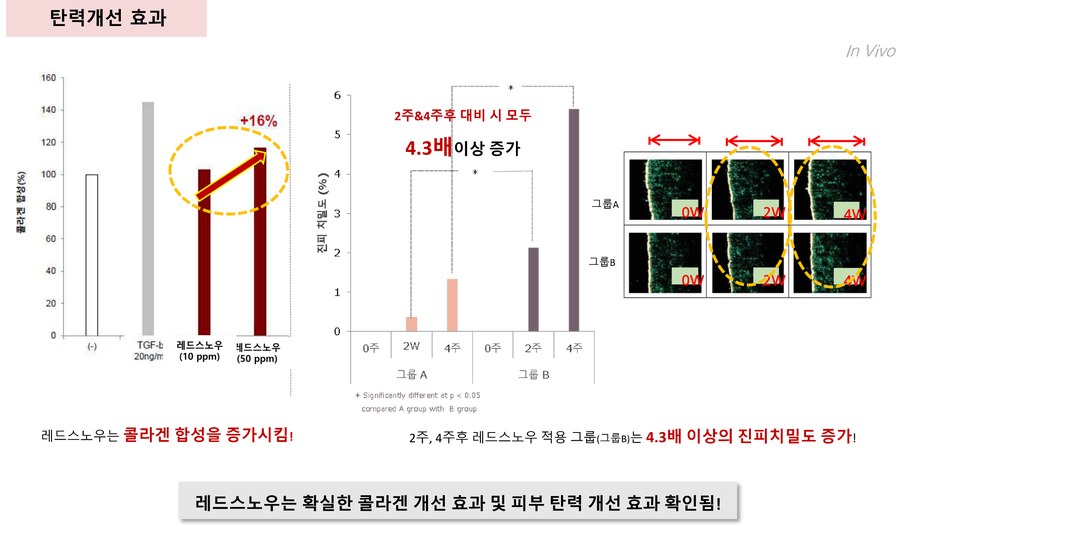 탄력개선 효과
In Vivo
콜라겐 합성(%)
160
140
120
100
80
60
40
20
0
+16%
(-)
TGF-b
20ng/m
레드스노우
(10 ppm)
레드스노우
(50 ppm)
레드스노우는 콜라겐 합성을 증가시킴!
진피 치밀도 (%)
6
5
4
3
2
1
0
*
2주&4주후 대비 시 모두
4.3배이상 증가
*
0주 2W 4주 0주 2주 4주
그룹 A 그룹 B
* Significantly different at p < 0.05
compared A group with B group
그룹A
0W 2W 4W
그룹B
0W 2W 4W
2주, 4주후 레드스노우 적용 그룹(그룹B)는 4.3배 이상의 진피치밀도 증가!
레드스노우는 확실한 콜라겐 개선 효과 및 피부 탄력 개선 효과 확인됨!